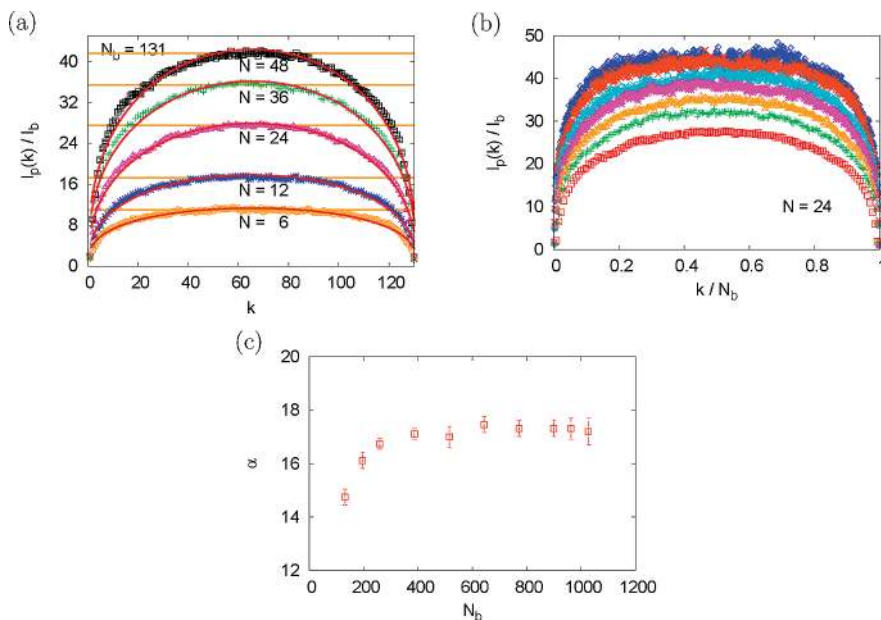 (a)
N_b = 131
N = 48
N = 36
N = 24
N = 12
N = 6
40
32
24
16
8
0
l_p(k) / l_b
0 20 40 60 80 100 120
k
(b)
50
40
30
20
10
0
l_p(k) / l_b
N = 24
0 0.2 0.4 0.6 0.8 1
k / N_b
(c)
20
18
16
14
12
α
0 200 400 600 800 1000 1200
N_b